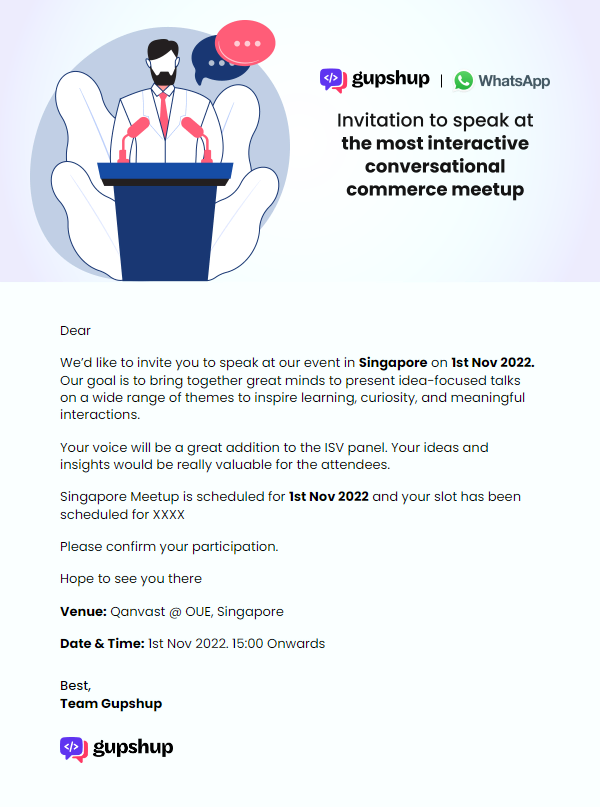 gupshup | WhatsApp
Invitation to speak at
the most interactive
conversational
commerce meetup
Dear
We’d like to invite you to speak at our event in Singapore on 1st Nov 2022.
Our goal is to bring together great minds to present idea-focused talks
on a wide range of themes to inspire learning, curiosity, and meaningful
interactions.
Your voice will be a great addition to the ISV panel. Your ideas and
insights would be really valuable for the attendees.
Singapore Meetup is scheduled for 1st Nov 2022 and your slot has been
scheduled for XXXX
Please confirm your participation.
Hope to see you there
Venue: Qanvast @ OUE, Singapore
Date & Time: 1st Nov 2022. 15:00 Onwards
Best,
Team Gupshup
gupshup